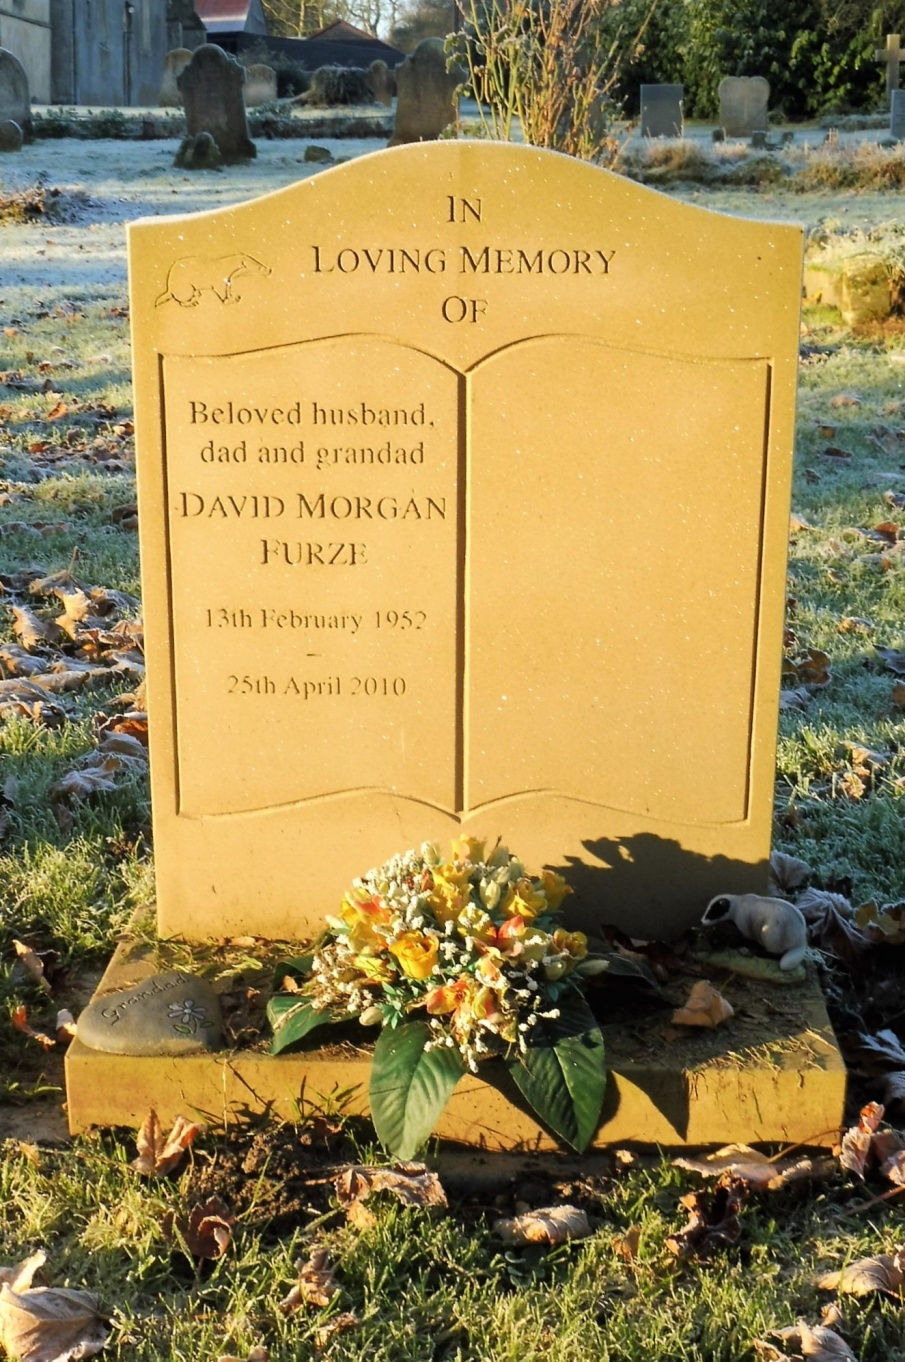 IN
LOVING MEMORY
OF
Beloved husband,
dad and grandad
DAVID MORGAN
FURZE
13th February 1952
–
25th April 2010
Grandad